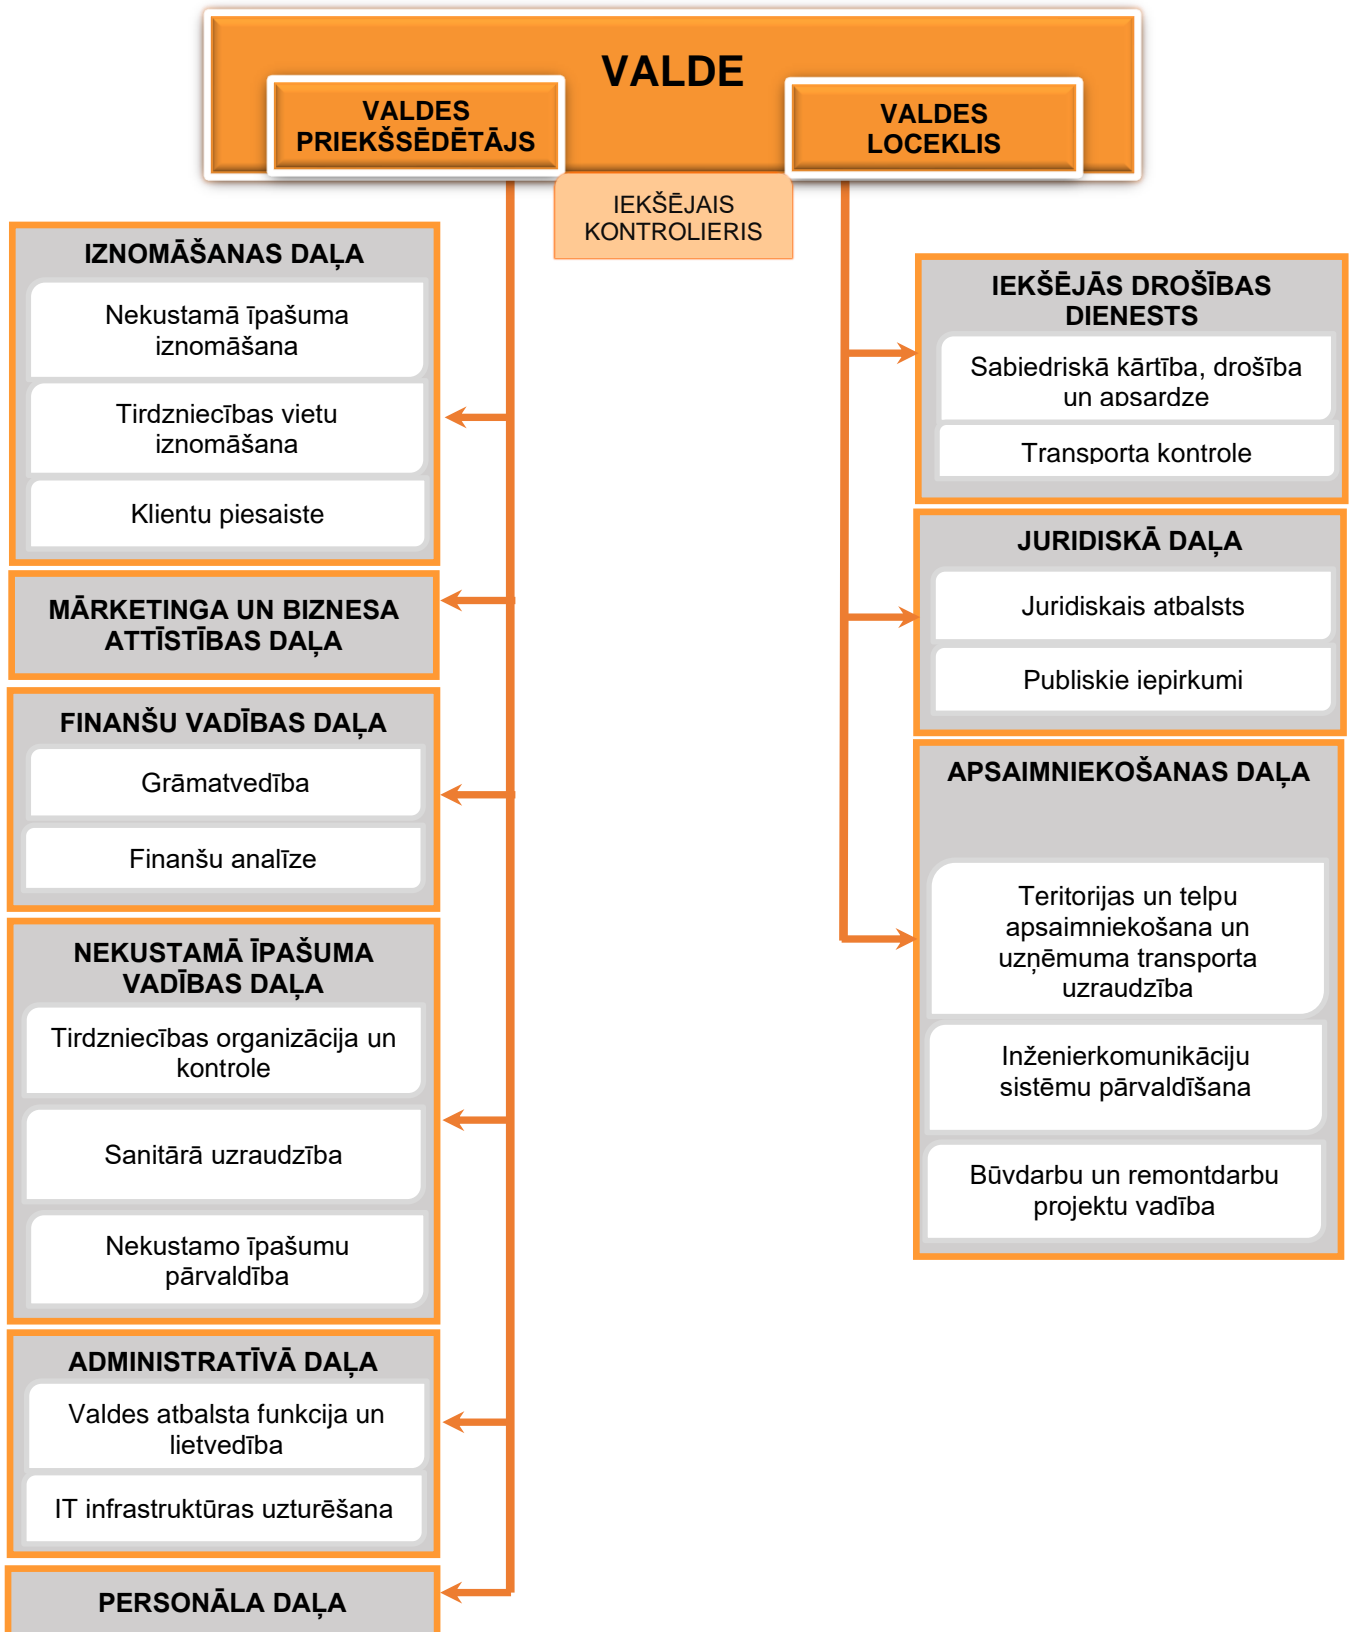 VALDE
VALDES
PRIEKŠSĒDĒTĀJS
VALDES
LOCEKLIS
IEKŠĒJAIS
KONTROLIERIS
IZNOMĀŠANAS DAĻA
Nekustamā īpašuma
iznomāšana
Tirdzniecības vietu
iznomāšana
Klientu piesaiste
MĀRKETINGA UN BIZNESA
ATTĪSTĪBAS DAĻA
FINANŠU VADĪBAS DAĻA
Grāmatvedība
Finanšu analīze
NEKUSTAMĀ ĪPAŠUMA
VADĪBAS DAĻA
Tirdzniecības organizācija un
kontrole
Sanitārā uzraudzība
Nekustamo īpašumu
pārvaldība
ADMINISTRATĪVĀ DAĻA
Valdes atbalsta funkcija un
lietvedība
IT infrastruktūras uzturēšana
PERSONĀLA DAĻA
IEKŠĒJĀS DROŠĪBAS
DIENESTS
Sabiedriskā kārtība, drošība
un apsardze
Transporta kontrole
JURIDISKĀ DAĻA
Juridiskais atbalsts
Publiskie iepirkumi
APSAIMNIEKOŠANAS DAĻA
Teritorijas un telpu
apsaimniekošana un
uzņēmuma transporta
uzraudzība
Inženierkomunikāciju
sistēmu pārvaldīšana
Būvdarbu un remontdarbu
projektu vadība